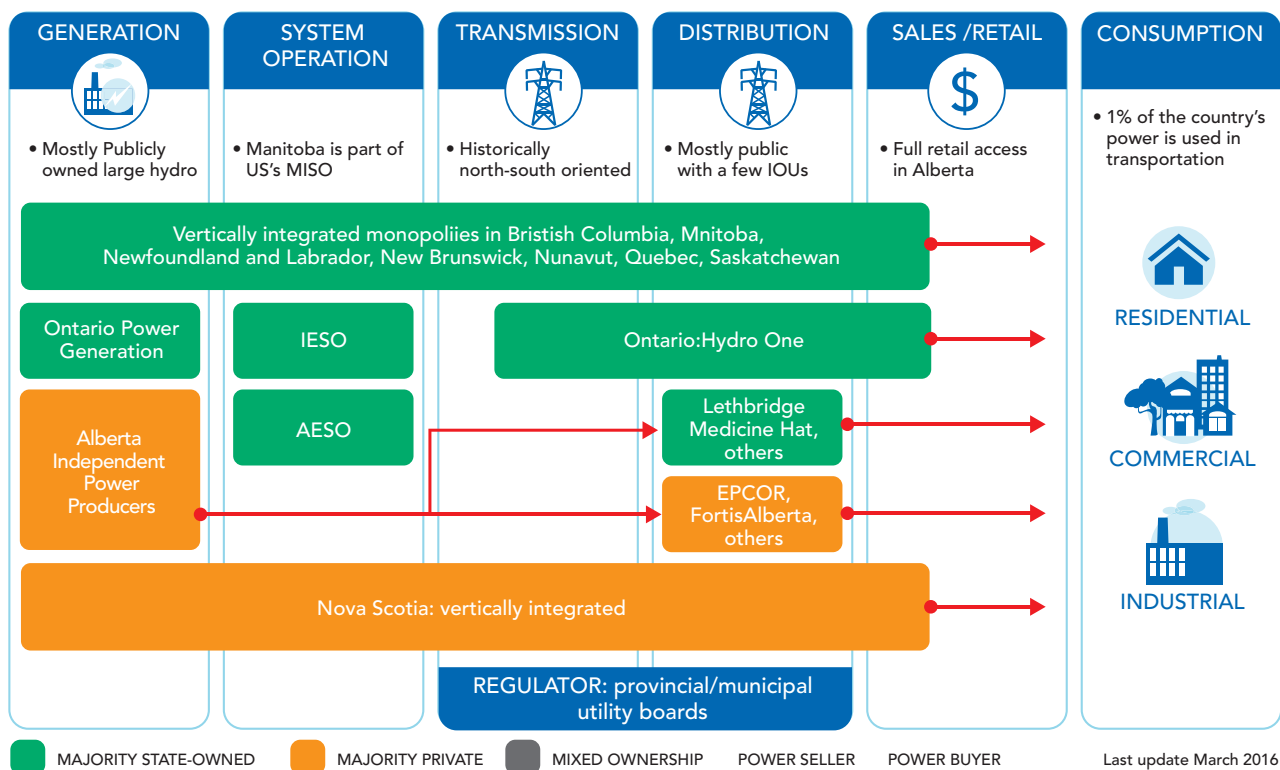 GENERATION
SYSTEM
OPERATION
TRANSMISSION
DISTRIBUTION
SALES /RETAIL
$
CONSUMPTION
• Mostly Publicly
owned large hydro
• Manitoba is part of
US's MISO
• Historically
north-south oriented
• Mostly public
with a few IOUs
• Full retail access
in Alberta
• 1% of the country's
power is used in
transportation
Vertically integrated monopoliies in Bristish Columbia, Mnitoba,
Newfoundland and Labrador, New Brunswick, Nunavut, Quebec, Saskatchewan
Ontario Power
Generation
IESO
Ontario:Hydro One
Alberta
Independent
Power
Producers
AESO
Lethbridge
Medicine Hat,
others
EPCOR,
FortisAlberta,
others
Nova Scotia: vertically integrated
RESIDENTIAL
COMMERCIAL
INDUSTRIAL
REGULATOR: provincial/municipal
utility boards
MAJORITY STATE-OWNED
MAJORITY PRIVATE
MIXED OWNERSHIP
POWER SELLER
POWER BUYER
Last update March 2016